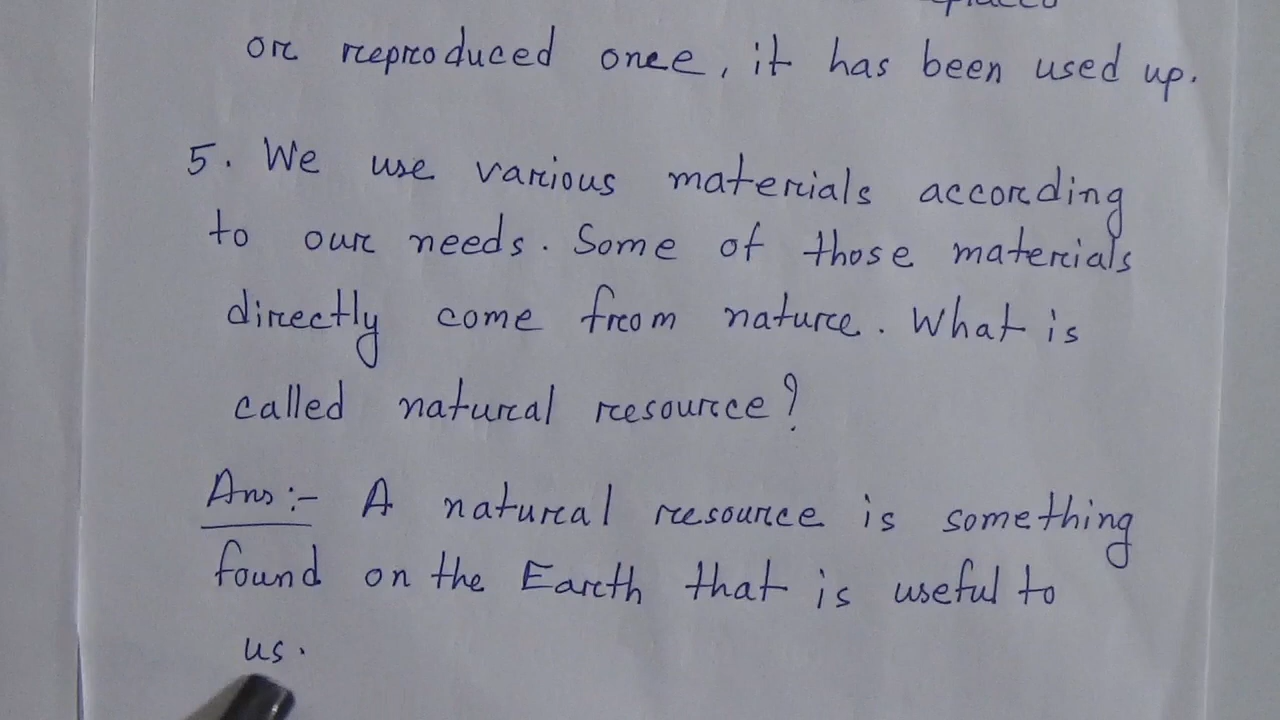 or reproduced once, it has been used up.
5. We use various materials according
to our needs. Some of those materials
directly come from nature. What is
called natural resource?
Ans:- A natural resource is something
found on the Earth that is useful to
us.